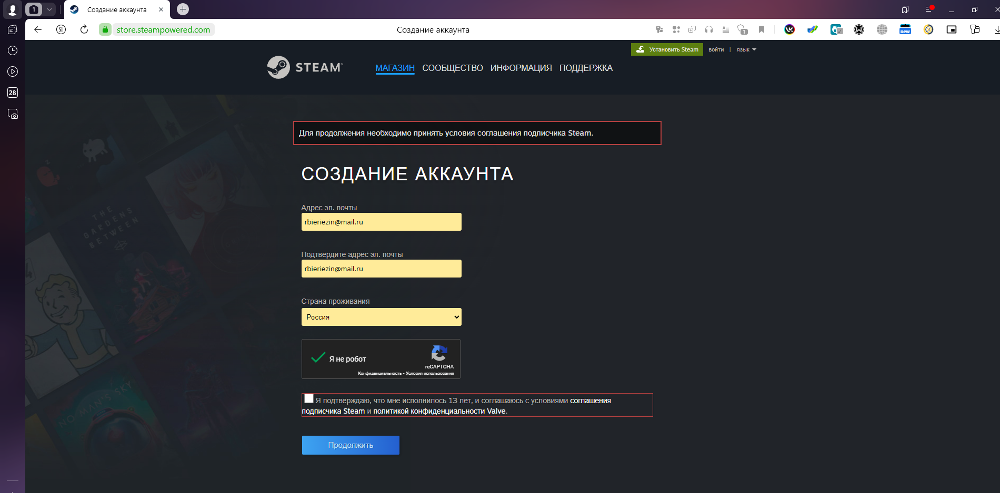 1
Создание аккаунта
store.steampowered.com
Создание аккаунта
1
new
28
Установить Steam
войти | язык
STEAM
МАГАЗИН СООБЩЕСТВО ИНФОРМАЦИЯ ПОДДЕРЖКА
Для продолжения необходимо принять условия соглашения подписчика Steam.
СОЗДАНИЕ АККАУНТА
Адрес эл. почты
rbieriezin@mail.ru
Подтвердите адрес эл. почты
rbieriezin@mail.ru
Страна проживания
Россия
Я не робот
reCAPTCHA
Конфиденциальность - Условия использования
Я подтверждаю, что мне исполнилось 13 лет, и соглашаюсь с условиями соглашения
подписчика Steam и политикой конфиденциальности Valve.
Продолжить
THE
GARDENS
BETWEEN
NO MAN'S SKY